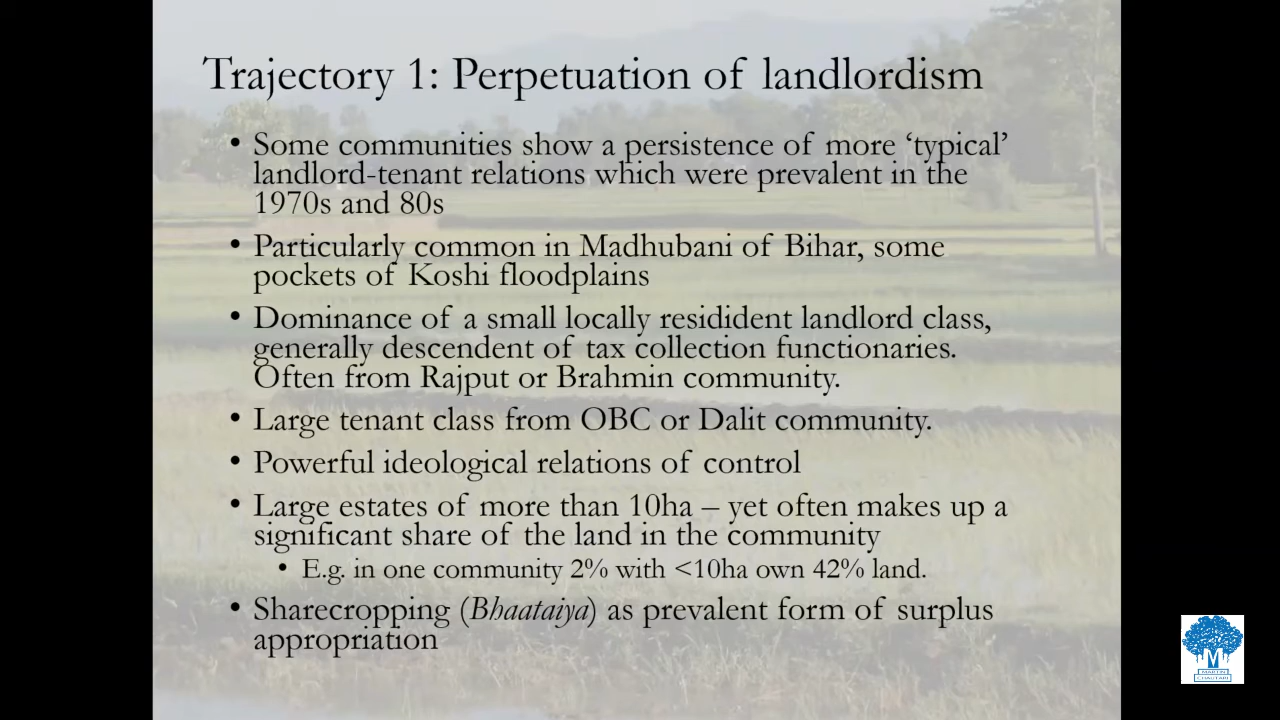 Trajectory 1: Perpetuation of landlordism
• Some communities show a persistence of more ‘typical’
landlord-tenant relations which were prevalent in the
1970s and 80s
• Particularly common in Madhubani of Bihar, some
pockets of Koshi floodplains
• Dominance of a small locally residident landlord class,
generally descendent of tax collection functionaries.
Often from Rajput or Brahmin community.
• Large tenant class from OBC or Dalit community.
• Powerful ideological relations of control
• Large estates of more than 10ha – yet often makes up a
significant share of the land in the community
• E.g. in one community 2% with <10ha own 42% land.
• Sharecropping (Bhaataiya) as prevalent form of surplus
appropriation
MARTIN
CHAUTARI